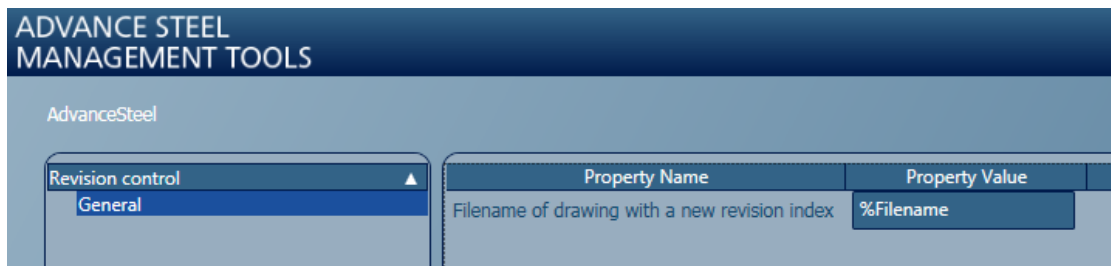 ADVANCE STEEL
MANAGEMENT TOOLS
AdvanceSteel
Revision control ▲
General
Property Name Property Value
Filename of drawing with a new revision index %Filename